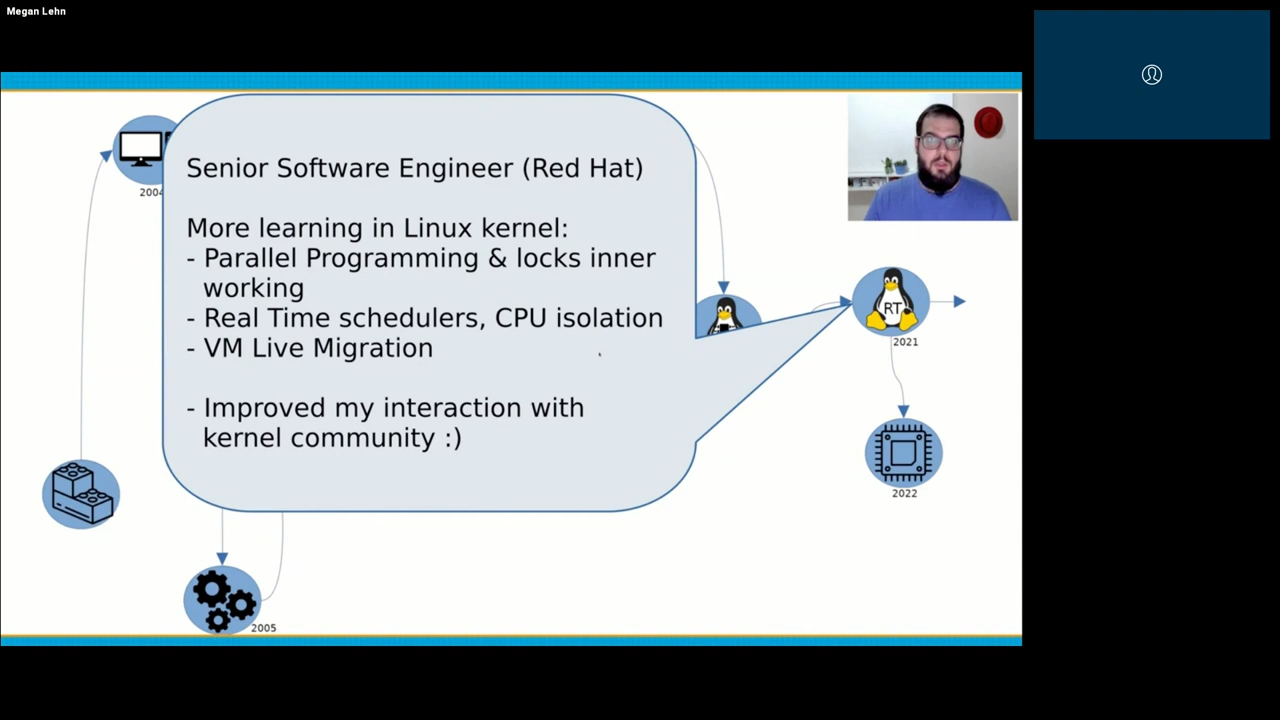 Megan Lehn
2004
Senior Software Engineer (Red Hat)
More learning in Linux kernel:
- Parallel Programming & locks inner
working
- Real Time schedulers, CPU isolation
- VM Live Migration
- Improved my interaction with
kernel community :)
RT
2021
2022
2005